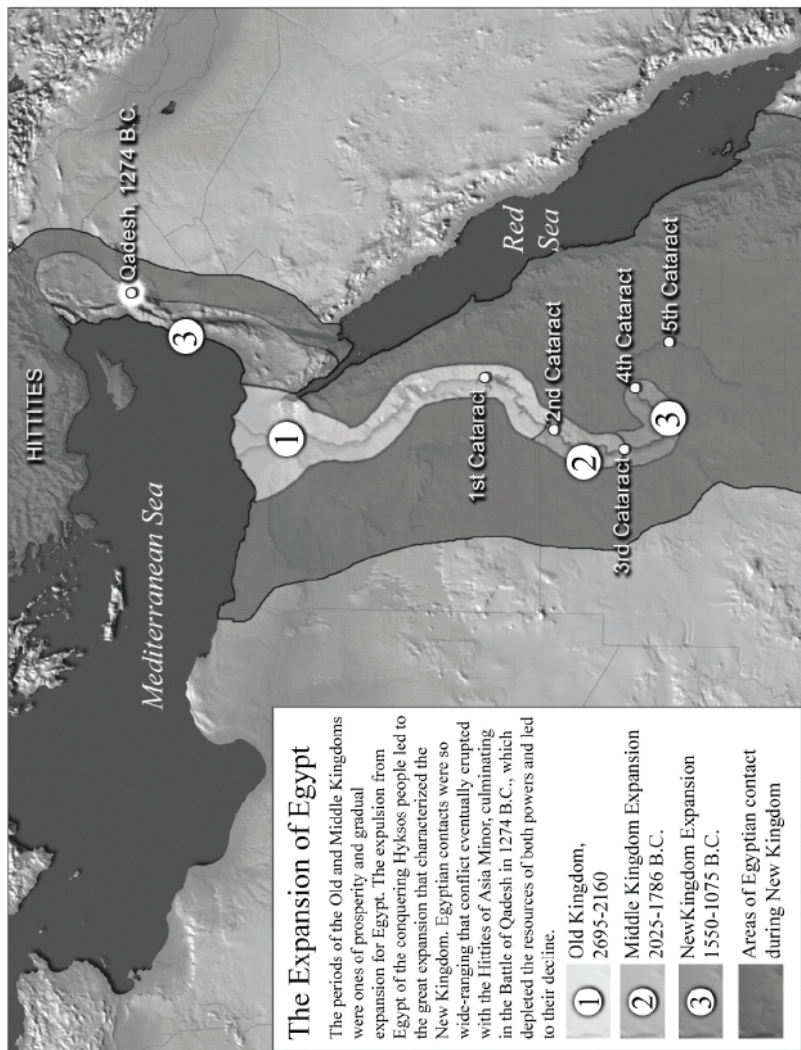 The Expansion of Egypt
The periods of the Old and Middle Kingdoms
were ones of prosperity and gradual
expansion for Egypt. The expulsion from
Egypt of the conquering Hyksos people led to
the great expansion that characterized the
New Kingdom. Egyptian contacts were so
wide-ranging that conflict eventually erupted
with the Hittites of Asia Minor, culminating
in the Battle of Qadesh in 1274 B.C., which
depleted the resources of both powers and led
to their decline.
1
Old Kingdom,
2695-2160
2
Middle Kingdom Expansion
2025-1786 B.C.
3
NewKingdom Expansion
1550-1075 B.C.
Areas of Egyptian contact
during New Kingdom
HITTITES
Mediterranean Sea
Qadesh, 1274 B.C.
3
1
Red
Sea
1st Cataract
2nd Cataract
2
3rd Cataract
4th Cataract
3
5th Cataract